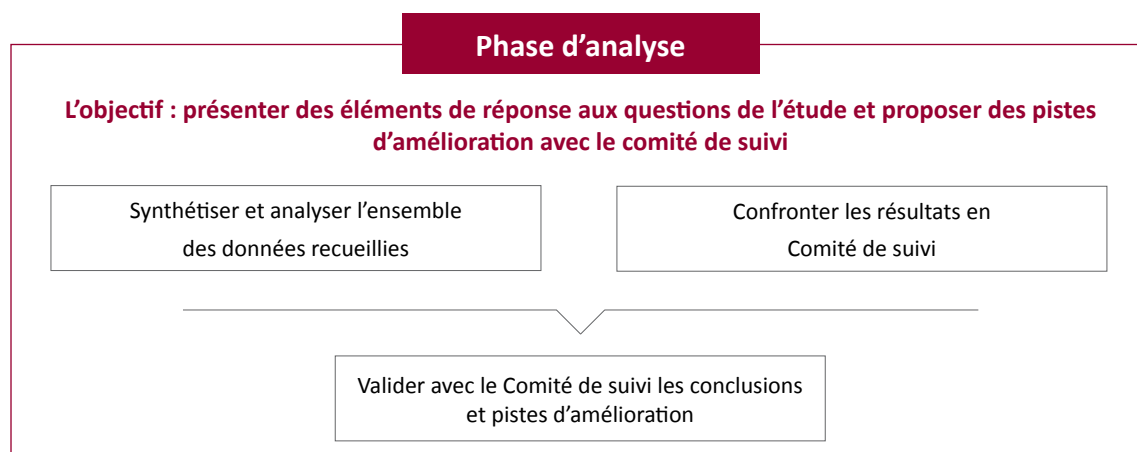 Phase d’analyse
L’objectif : présenter des éléments de réponse aux questions de l’étude et proposer des pistes
d’amélioration avec le comité de suivi
Synthétiser et analyser l’ensemble
des données recueillies
Confronter les résultats en
Comité de suivi
Valider avec le Comité de suivi les conclusions
et pistes d’amélioration